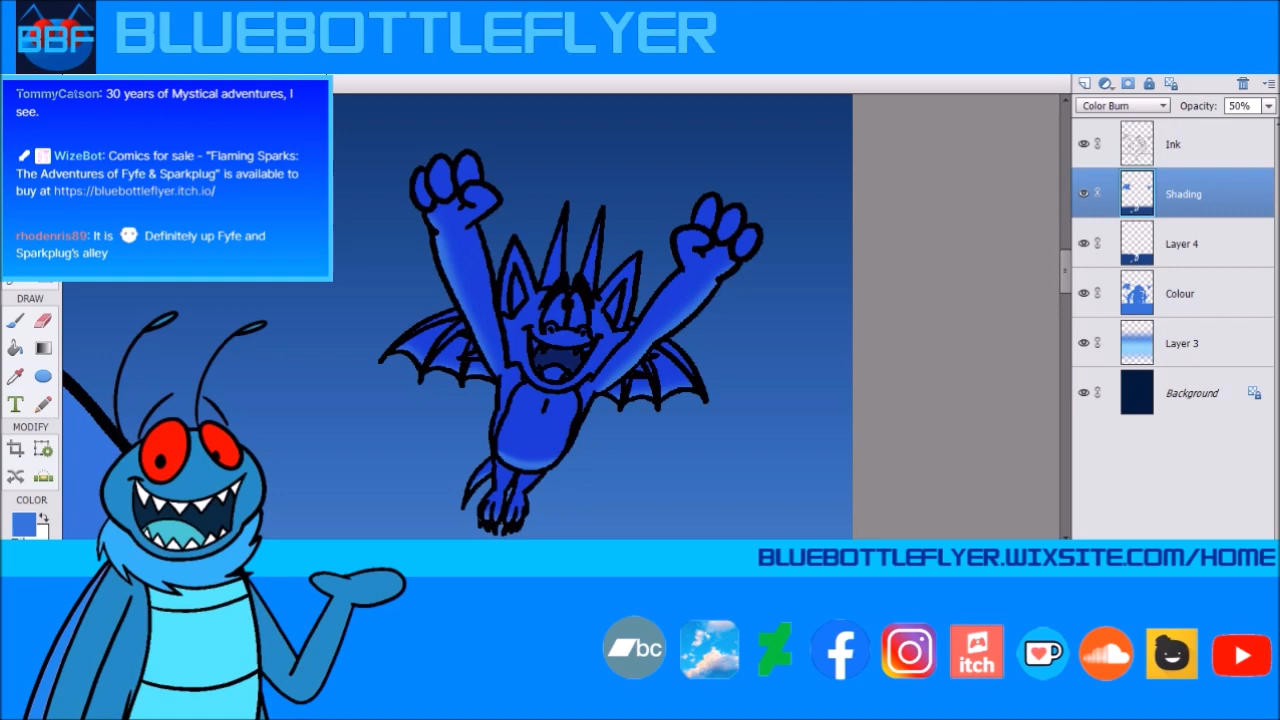 BBF
BLUEBOTTLEFLYER
TommyCatson: 30 years of Mystical adventures, I
see.
WizeBot: Comics for sale - "Flaming Sparks:
The Adventures of Fyfe & Sparkplug" is available to
buy at https://bluebottleflyer.itch.io/
rhodenris89: It is Definitely up Fyfe and
Sparkplug's alley
DRAW
T
MODIFY
COLOR
Color Burn Opacity: 50%
Ink
Shading
Layer 4
Colour
Layer 3
Background
BLUEBOTTLEFLYER.WIXSITE.COM/HOME
bc
itch